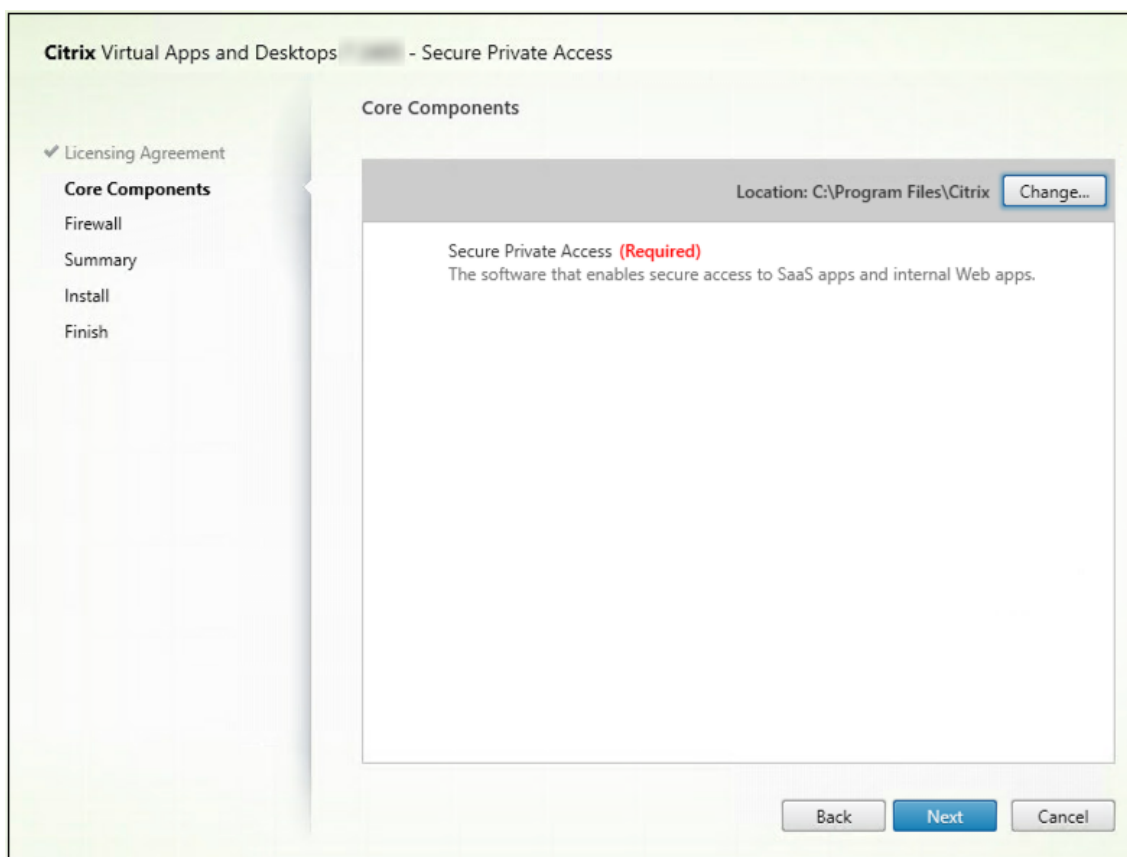 Citrix Virtual Apps and Desktops - Secure Private Access
Core Components
Licensing Agreement
Core Components
Firewall
Summary
Install
Finish
Location: C:\Program Files\Citrix
Change...
Secure Private Access (Required)
The software that enables secure access to SaaS apps and internal Web apps.
Back
Next
Cancel